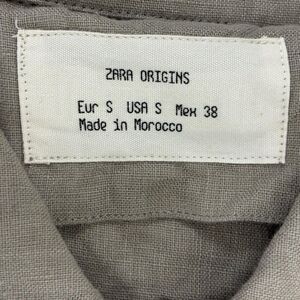 ZARA ORIGINS
Eur S USA S Mex 38
Made in Morocco